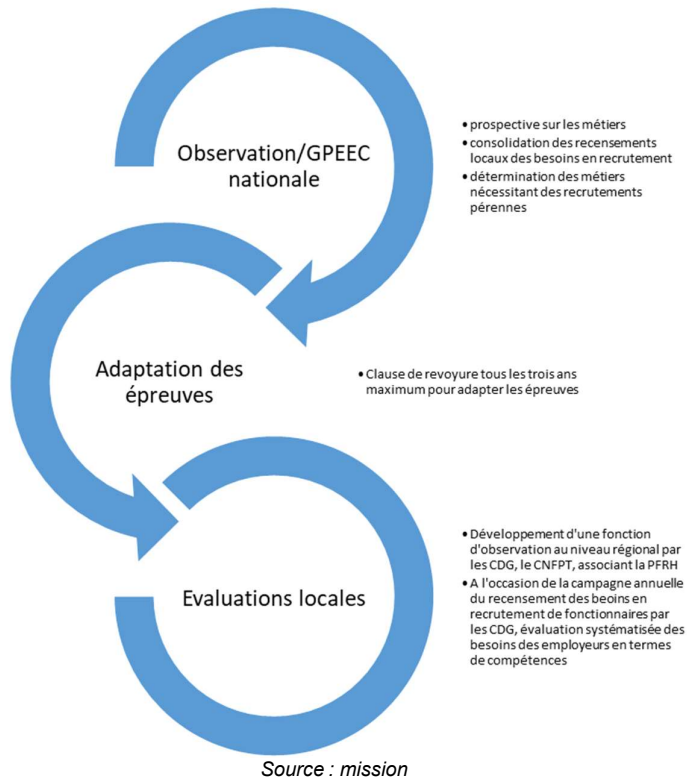 Observation/GPEEC
nationale
• prospective sur les métiers
• consolidation des recensements
locaux des besoins en recrutement
• détermination des métiers
nécessitant des recrutements
pérennes
Adaptation des
épreuves
• Clause de revoyure tous les trois ans
maximum pour adapter les épreuves
Evaluations locales
• Développement d'une fonction
d'observation au niveau régional par
les CDG, le CNFPT, associant la PFRH
• A l'occasion de la campagne annuelle
du recensement des beoins en
recrutement de fonctionnaires par
les CDG, évaluation systématisée des
besoins des employeurs en termes
de compétences
Source : mission